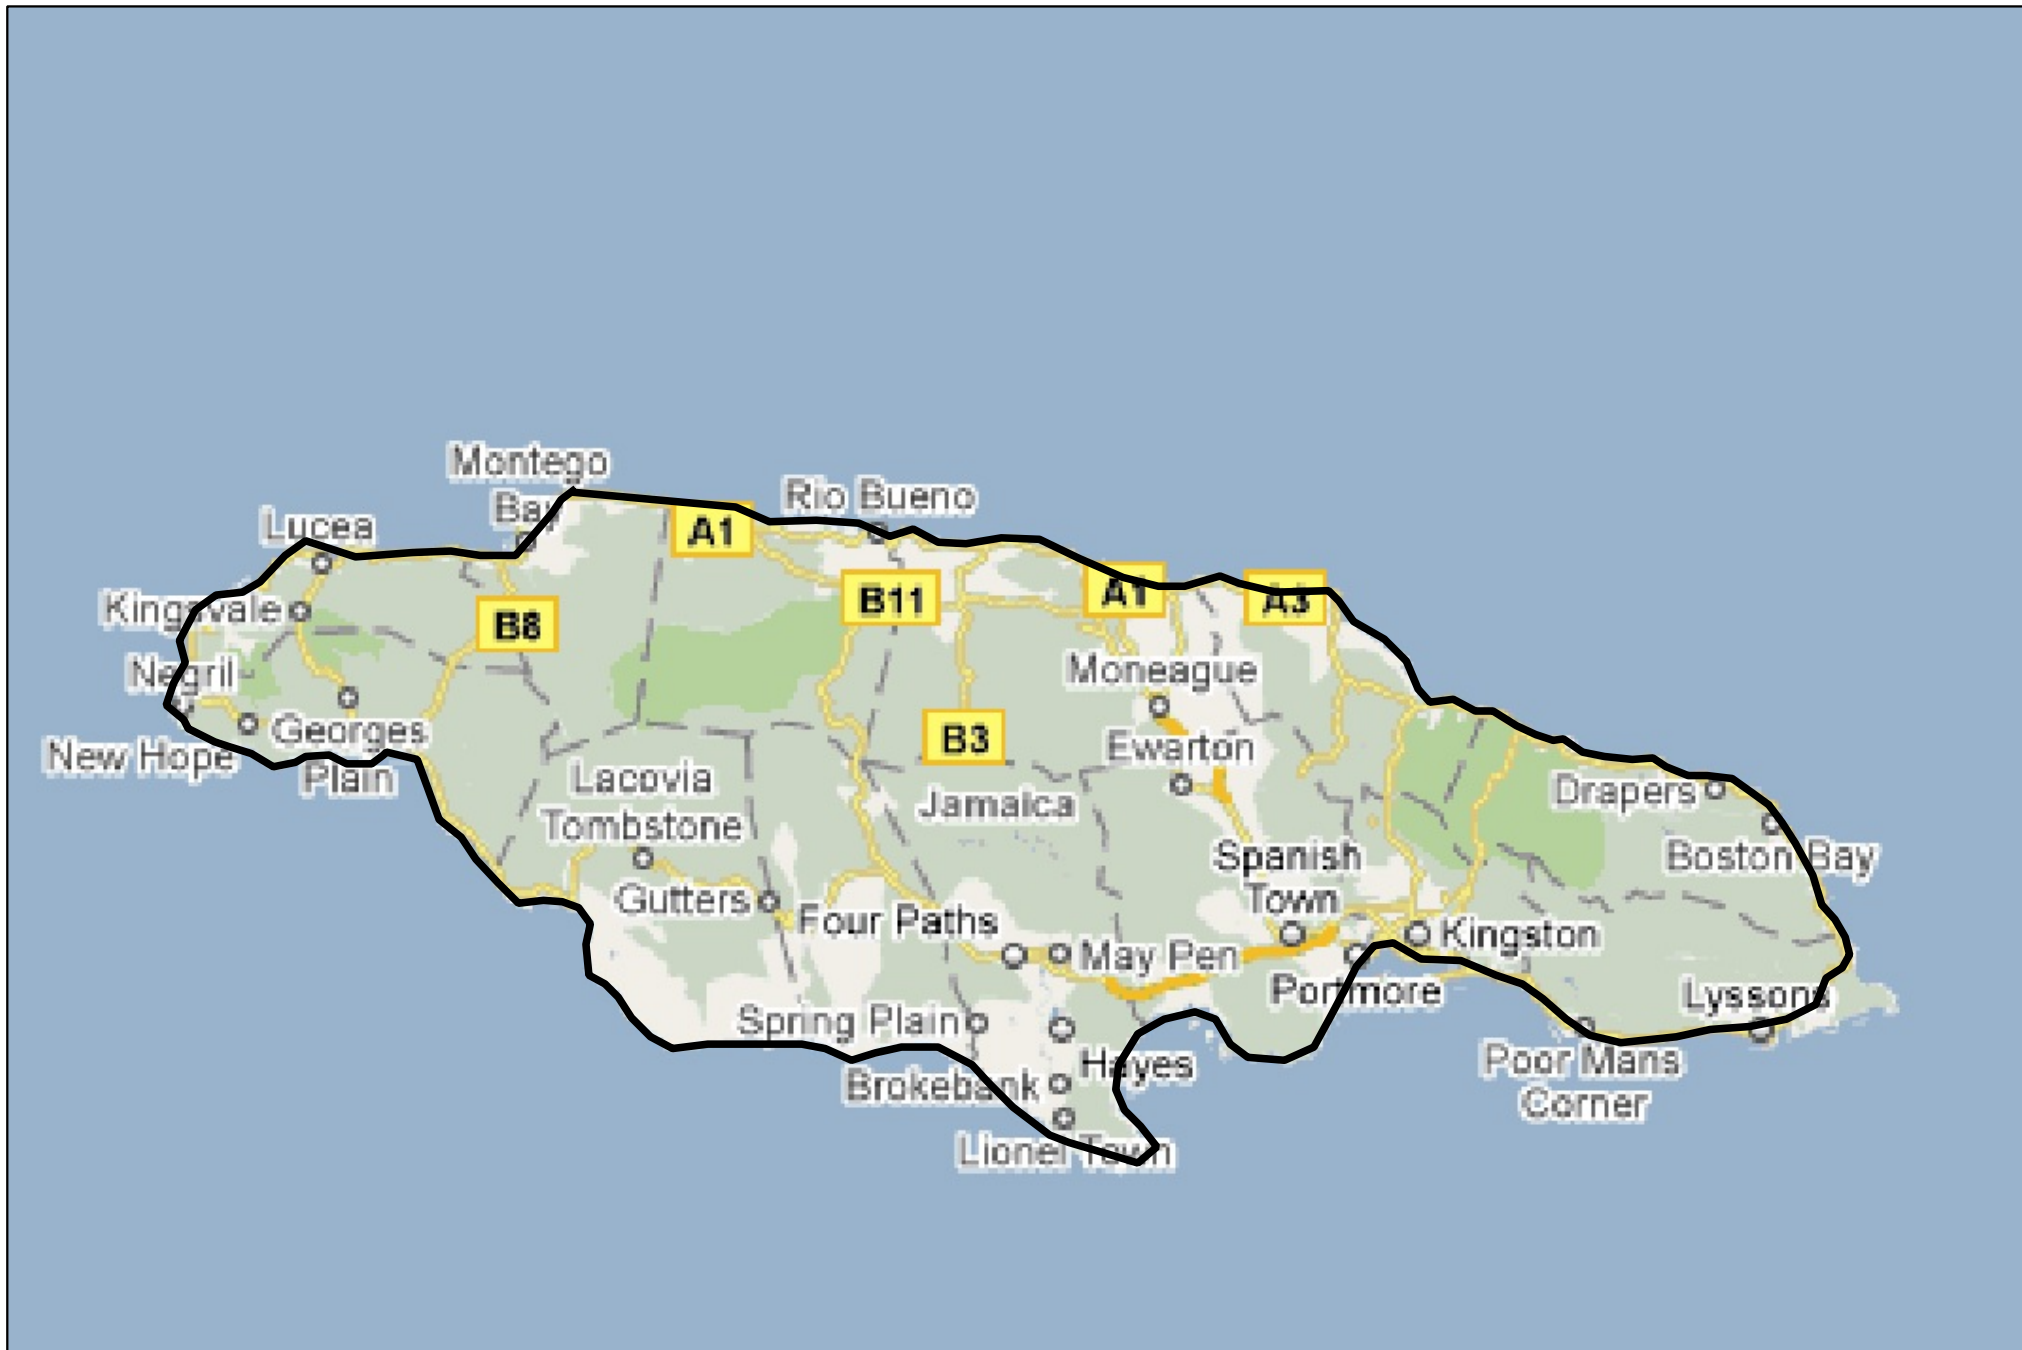 Montego
Bay
Rio Bueno
Lucea
A1
Kingsvale
B8
B11
A1
A3
Negril
Moneague
Georges
Plain
New Hope
B3
Ewarton
Lacovia
Tombstone
Jamaica
Drapers
Spanish
Town
Boston Bay
Gutters
Four Paths
Kingston
May Pen
Portmore
Lyssons
Spring Plain
Hayes
Poor Mans
Corner
Brokebank
Lionel Town